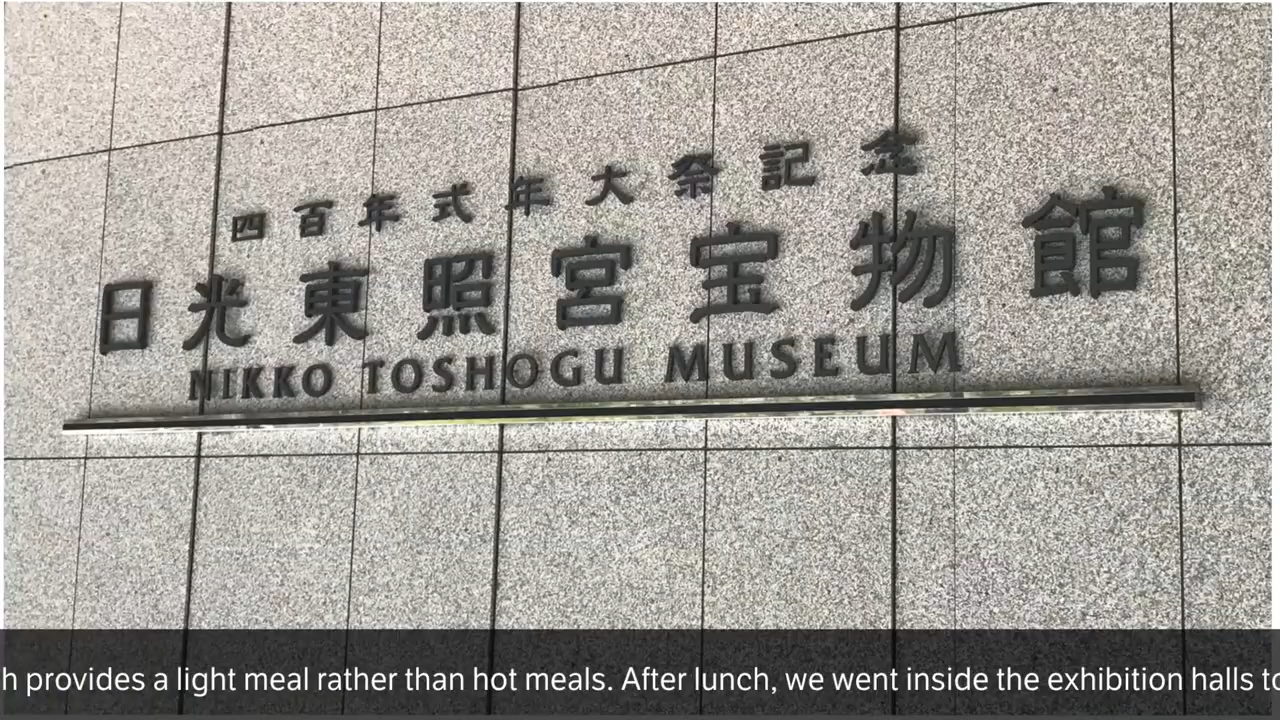 四百年式年大祭記念
日光東照宮宝物館
NIKKO TOSHOGU MUSEUM
h provides a light meal rather than hot meals. After lunch, we went inside the exhibition halls to